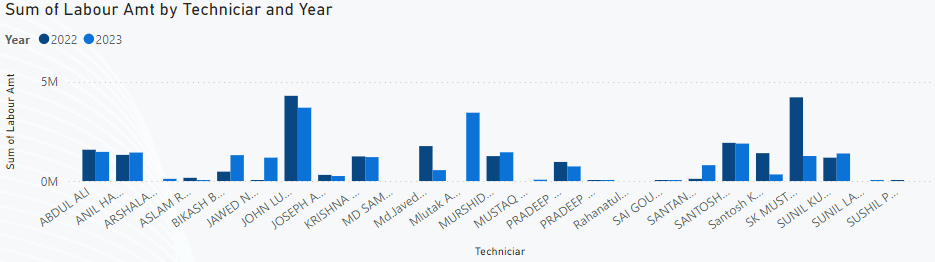 Sum of Labour Amt by Techniciar and Year
Year 2022 2023
Sum of Labour Amt
5M
0M
ABDUL ALI
ANIL HA...
ARSHALA...
ASLAM R...
BIKASH B...
JAWED N...
JOHN LU...
JOSEPH A...
KRISHNA ...
MD SAM...
Md Javed...
Mlutak A...
MURSHID...
MUSTAQ ...
PRADEEP ...
PRADEEP ...
Rahanatul...
SAI GOU...
SANTAN...
SANTOSH...
Santosh K...
SK MUST...
SUNIL KU...
SUNIL LA...
SUSHIL P...
Techniciar